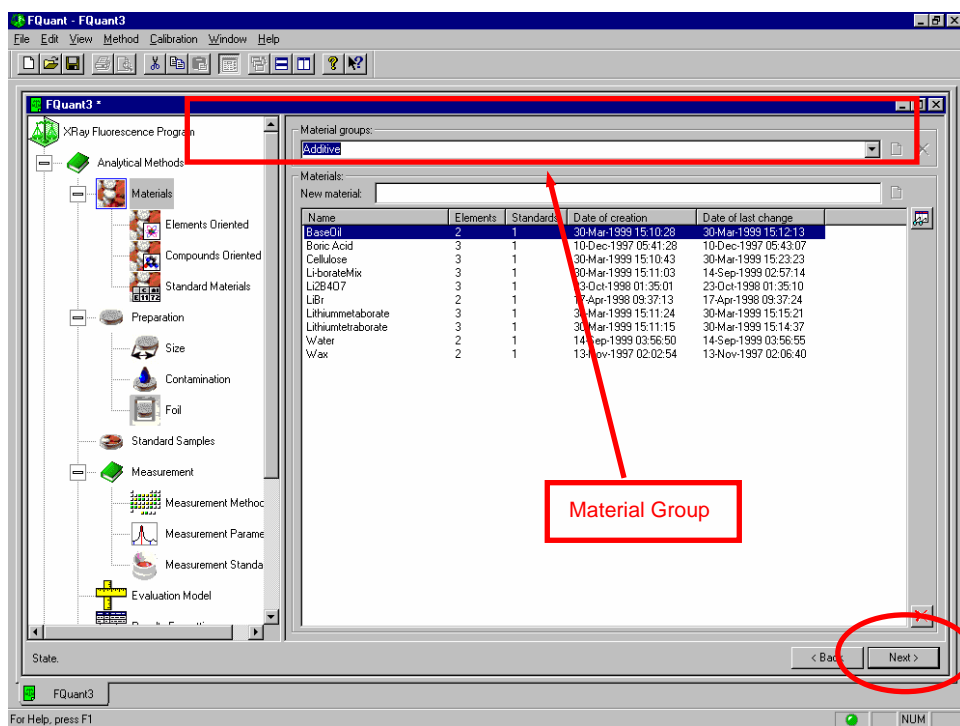 FQuant - FQuant3
File Edit View Method Calibration Window Help
FQuant3 *
XRay Fluorescence Program
Analytical Methods
Materials
Elements Oriented
Compounds Oriented
Standard Materials
Preparation
Size
Contamination
Foil
Standard Samples
Measurement
Measurement Method
Measurement Parame
Measurement Standa
Evaluation Model
Material groups:
Additive
Materials:
New material:
Name Elements Standards Date of creation Date of last change
BaseOil 2 1 30-Mar-1999 15:10:28 30-Mar-1999 15:12:13
Boric Acid 3 1 10-Dec-1997 05:41:28 10-Dec-1997 05:43:07
Cellulose 3 1 30-Mar-1999 15:10:43 30-Mar-1999 15:23:23
Li-borateMix 3 1 30-Mar-1999 15:11:03 14-Sep-1999 02:57:14
Li2B4O7 3 1 23-Oct-1998 01:35:01 23-Oct-1998 01:35:10
LiBr 2 1 17-Apr-1998 09:37:13 17-Apr-1998 09:37:24
Lithiummetaborate 3 1 30-Mar-1999 15:11:24 30-Mar-1999 15:15:21
Lithiumtetraborate 3 1 30-Mar-1999 15:11:15 30-Mar-1999 15:14:37
Water 2 1 14-Sep-1999 03:56:50 14-Sep-1999 03:56:55
Wax 2 1 13-Nov-1997 02:02:54 13-Nov-1997 02:06:40
Material Group
State.
< Back Next >
FQuant3
For Help, press F1
NUM